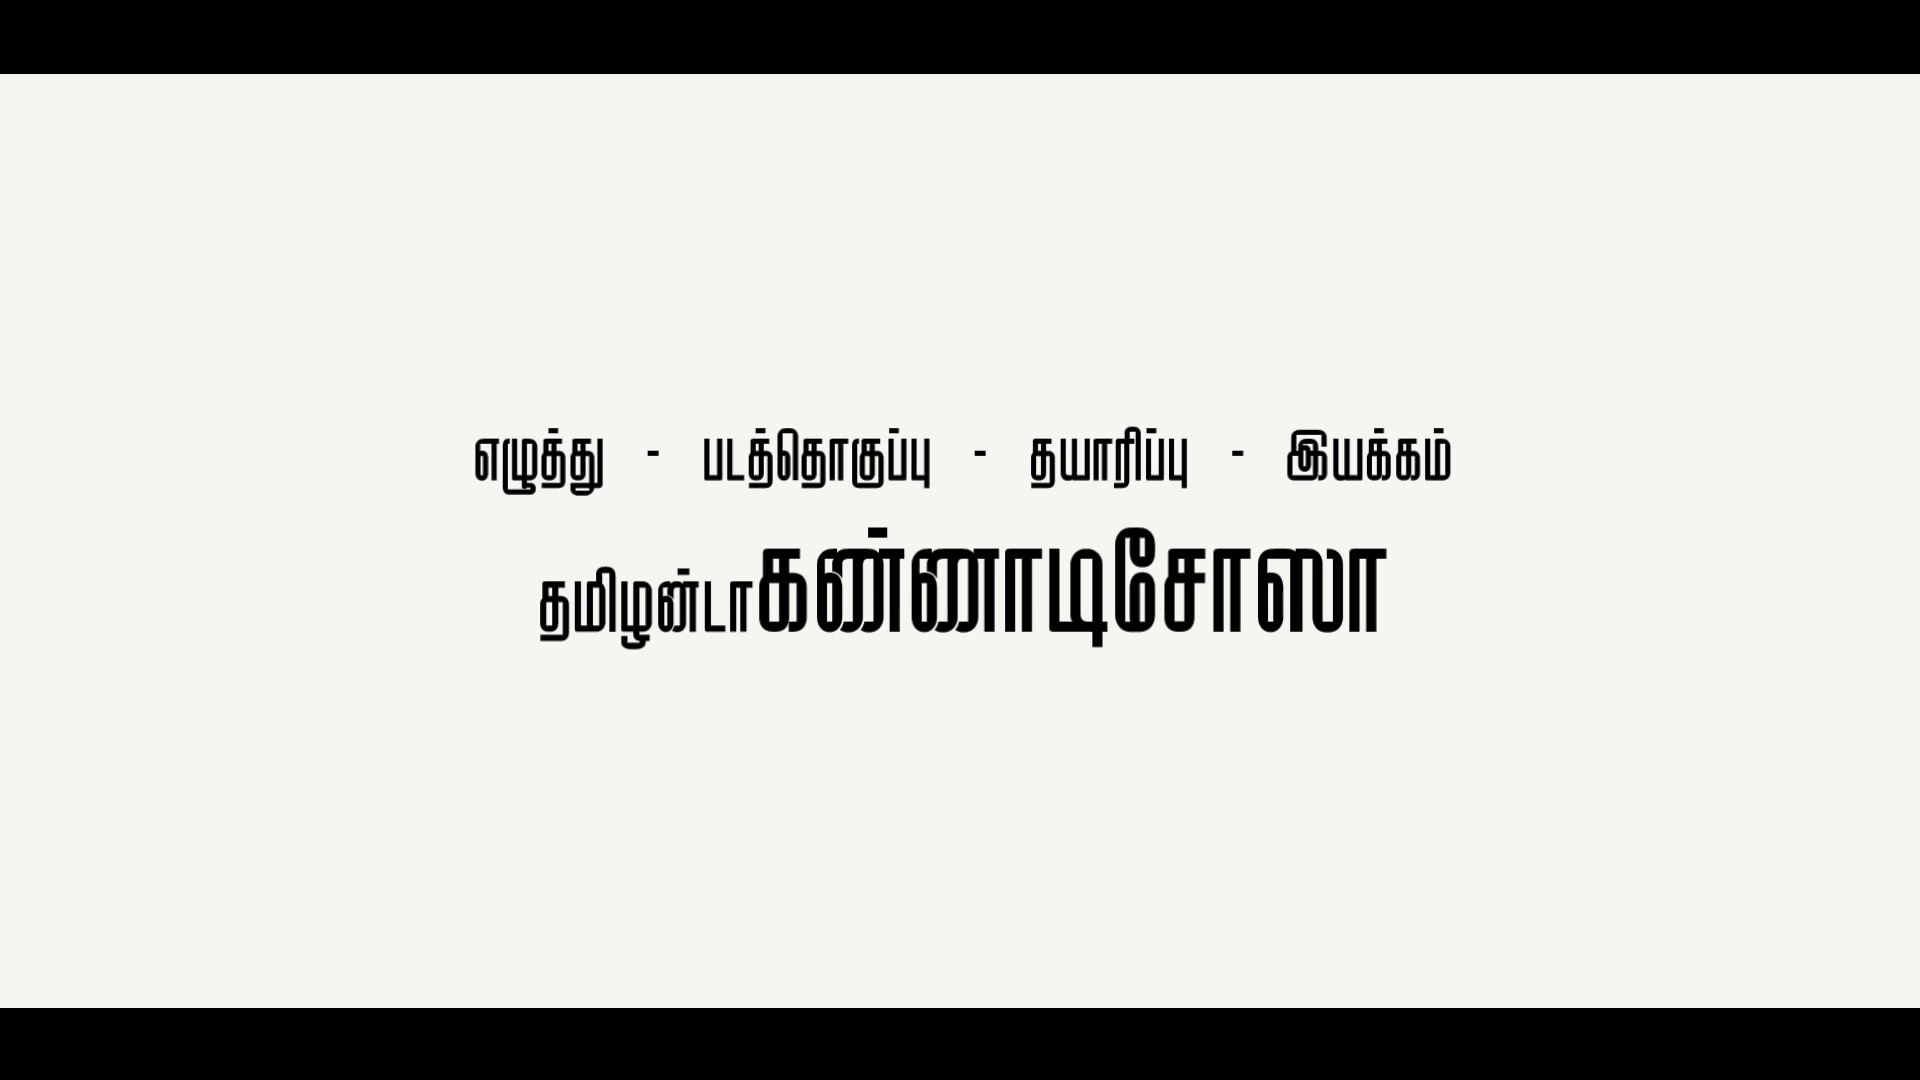 எழுத்து - படத்தொகுப்பு - தயாரிப்பு - இயக்கம்
தமிழன்டாகண்ணாடிசோஸா